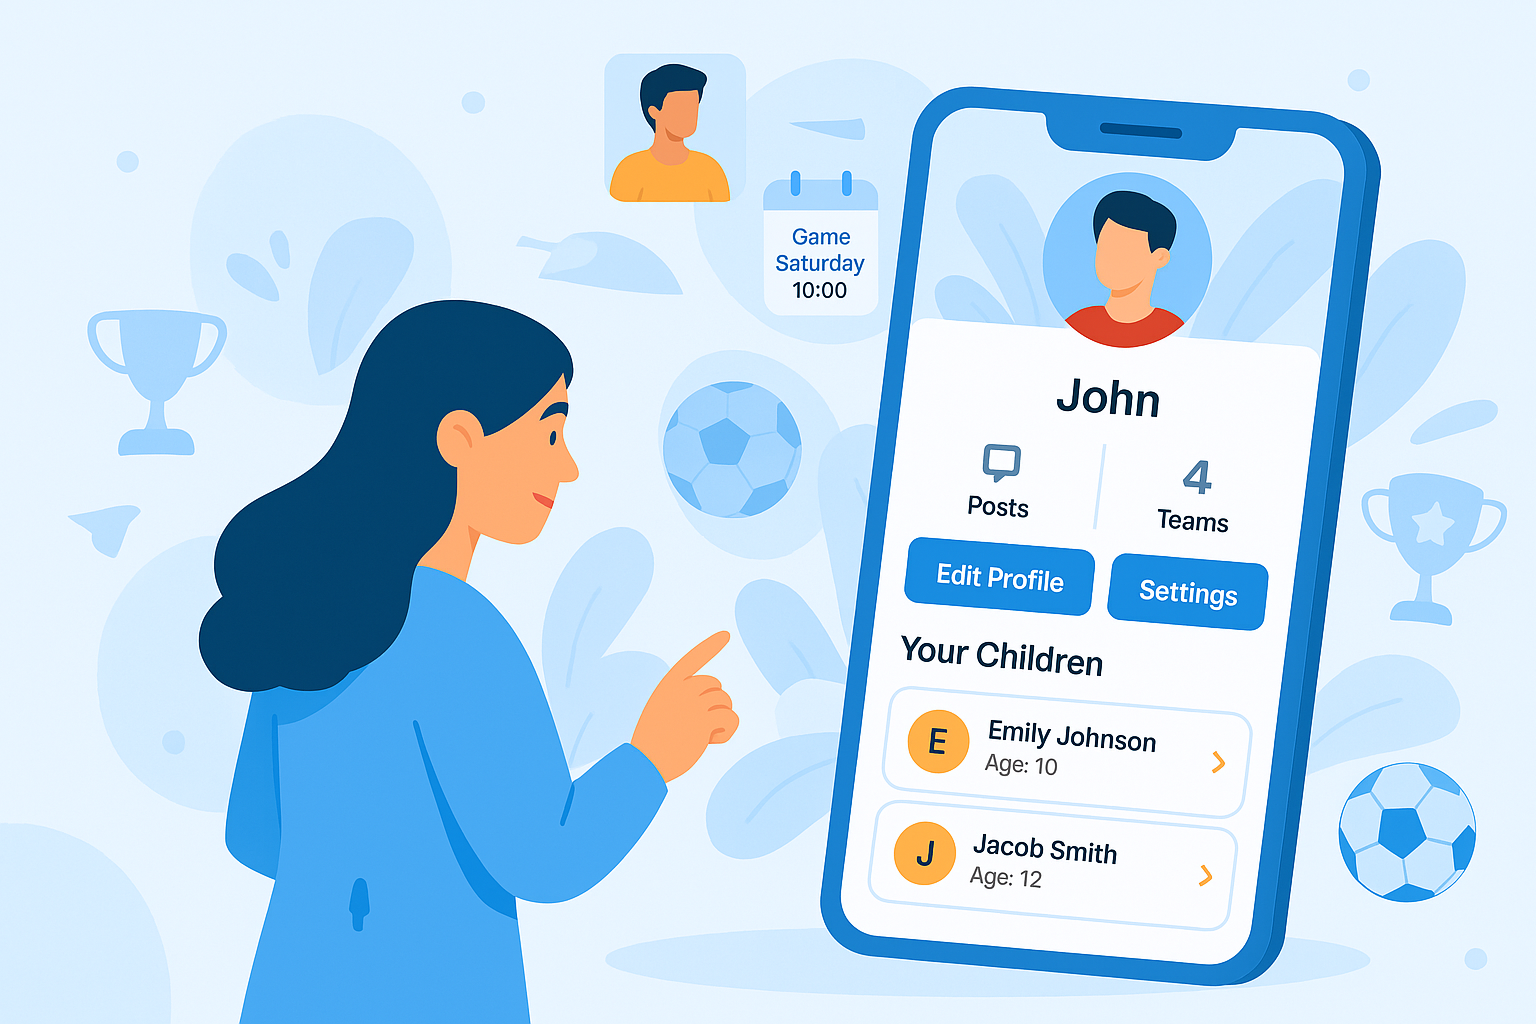 Game
Saturday
10:00
John
Posts
4
Teams
Edit Profile
Settings
Your Children
E
Emily Johnson
Age: 10
J
Jacob Smith
Age: 12